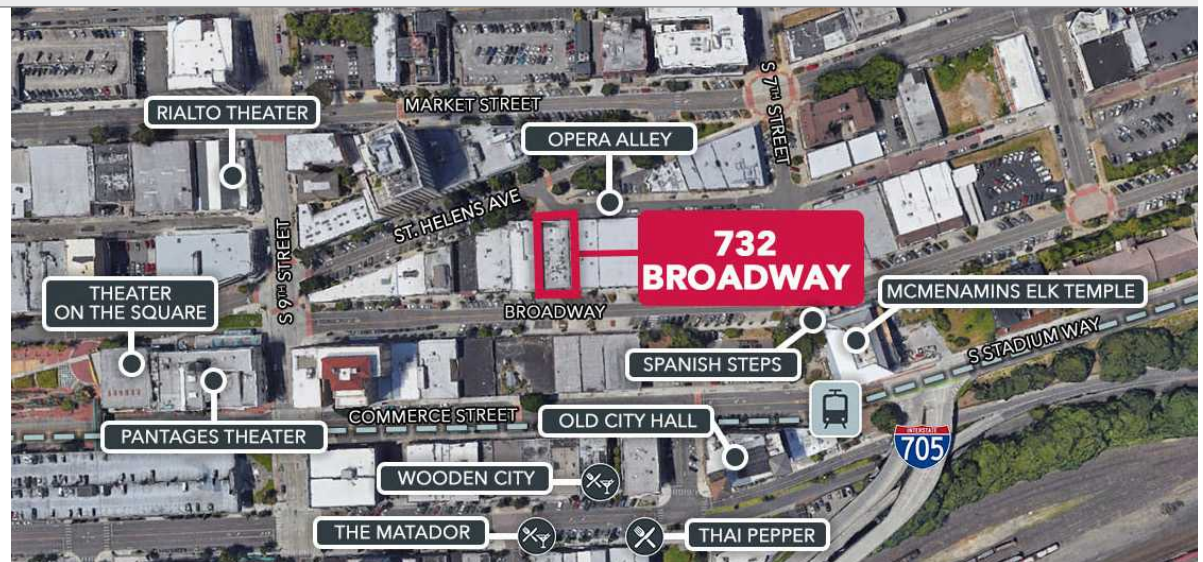 MARKET STREET
RIALTO THEATER
OPERA ALLEY
S 7TH STREET
ST. HELENS AVE
732
BROADWAY
S 9TH STREET
THEATER
ON THE SQUARE
BROADWAY
MCMENAMINS ELK TEMPLE
SPANISH STEPS
S STADIUM WAY
COMMERCE STREET
PANTAGES THEATER
OLD CITY HALL
INTERSTATE
705
WOODEN CITY
THE MATADOR
THAI PEPPER